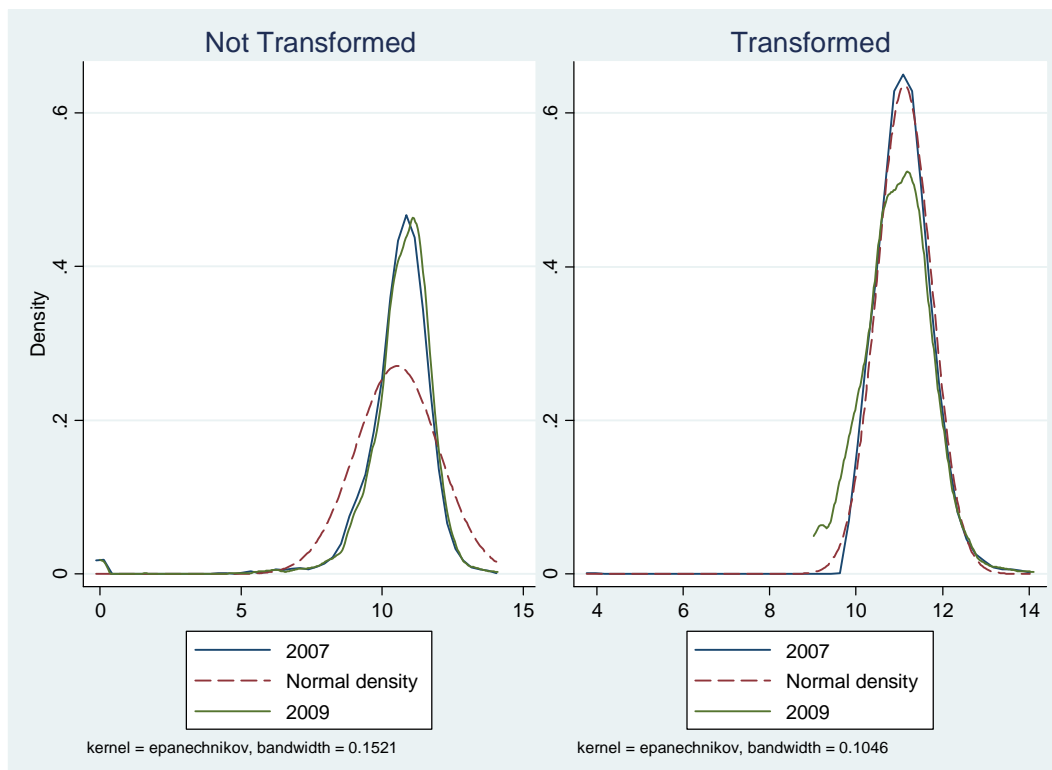 Not Transformed
Density
.6
.4
.2
0
0 5 10 15
2007
Normal density
2009
kernel = epanechnikov, bandwidth = 0.1521
Transformed
.6
.4
.2
0
4 6 8 10 12 14
2007
Normal density
2009
kernel = epanechnikov, bandwidth = 0.1046